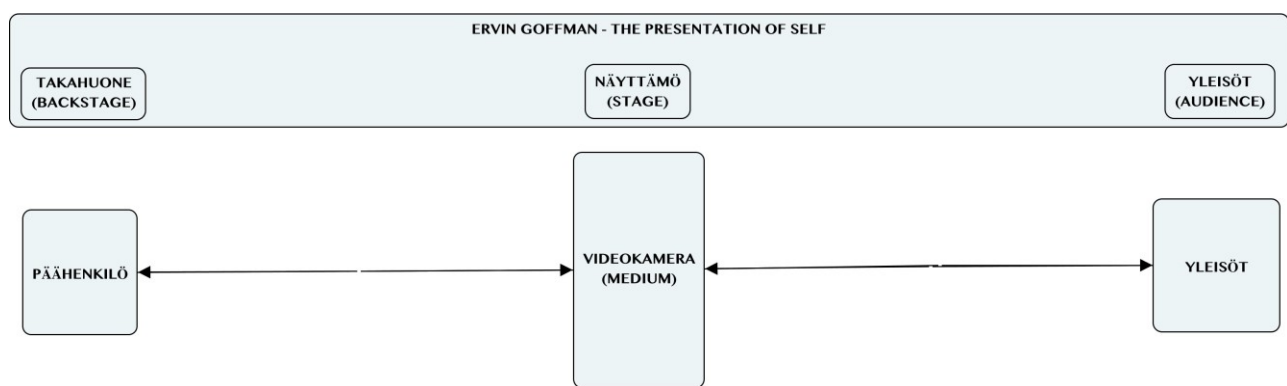 ERVIN GOFFMAN - THE PRESENTATION OF SELF
TAKAHUONE
(BACKSTAGE)
NÄYTTÄMÖ
(STAGE)
YLEISÖT
(AUDIENCE)
PÄÄHENKILÖ
VIDEOKAMERA
(MEDIUM)
YLEISÖT